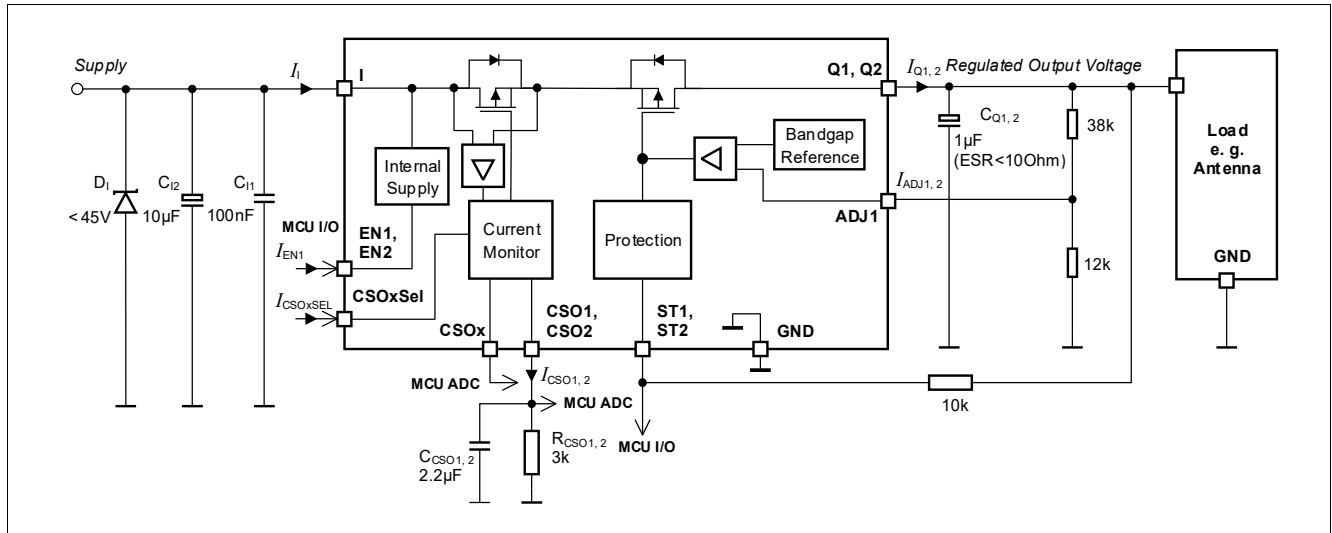 Supply
I_I
I
Q1, Q2
I_Q1, 2
Regulated Output Voltage
D_I
< 45V
C_I2
10µF
C_I1
100nF
Internal
Supply
Current
Monitor
Bandgap
Reference
Protection
C_Q1, 2
1µF
(ESR<10Ohm)
38k
I_ADJ1, 2
ADJ1
12k
Load
e. g.
Antenna
GND
MCU I/O
I_EN1
EN1,
EN2
I_CSOxSEL
CSOxSel
CSOx
CSO1,
CSO2
ST1,
ST2
GND
MCU ADC
I_CSO1, 2
MCU ADC
10k
MCU I/O
C_CSO1, 2
2.2µF
R_CSO1, 2
3k